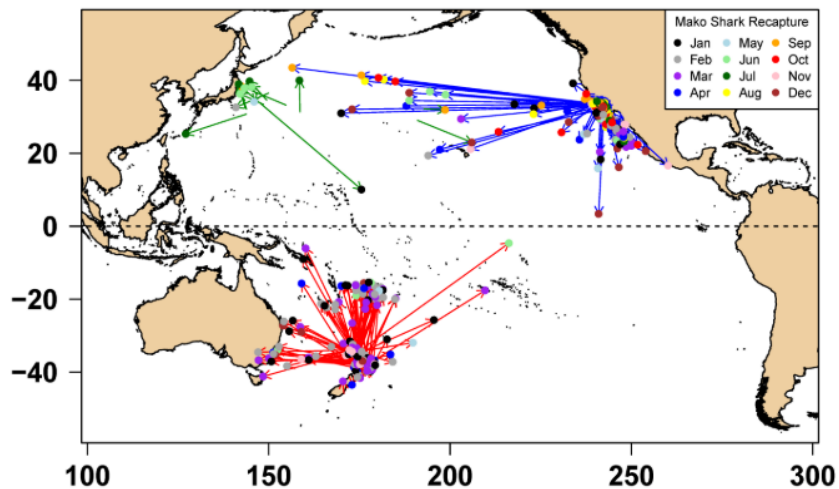 Mako Shark Recapture
Jan May Sep
Feb Jun Oct
Mar Jul Nov
Apr Aug Dec
40
20
0
−20
−40
100 150 200 250 300